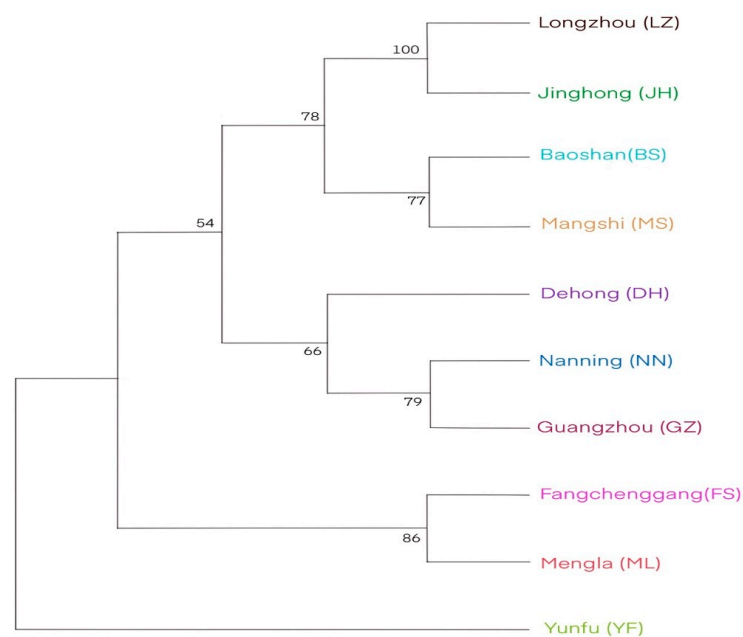 Longzhou (LZ)
100
Jinghong (JH)
78
Baoshan(BS)
77
Mangshi (MS)
54
Dehong (DH)
66
Nanning (NN)
79
Guangzhou (GZ)
Fangchenggang(FS)
86
Mengla (ML)
Yunfu (YF)